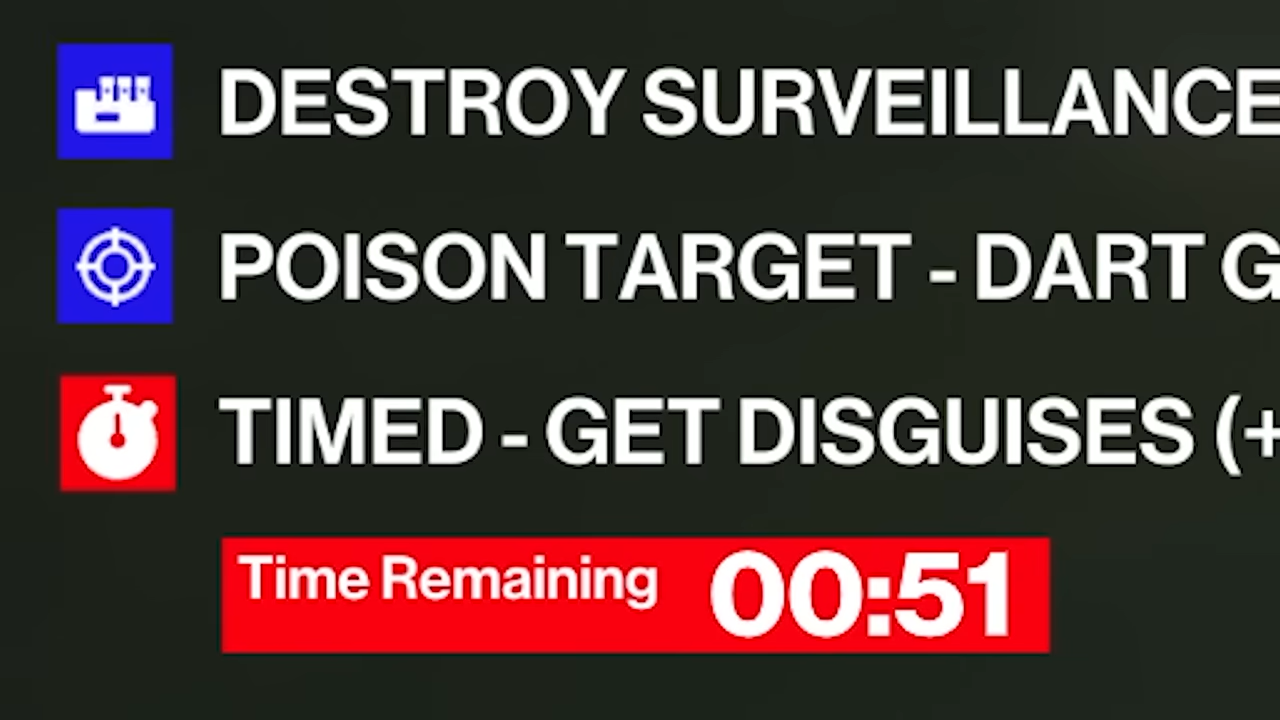 DESTROY SURVEILLANCE
POISON TARGET - DART G
TIMED - GET DISGUISES (+
Time Remaining 00:51